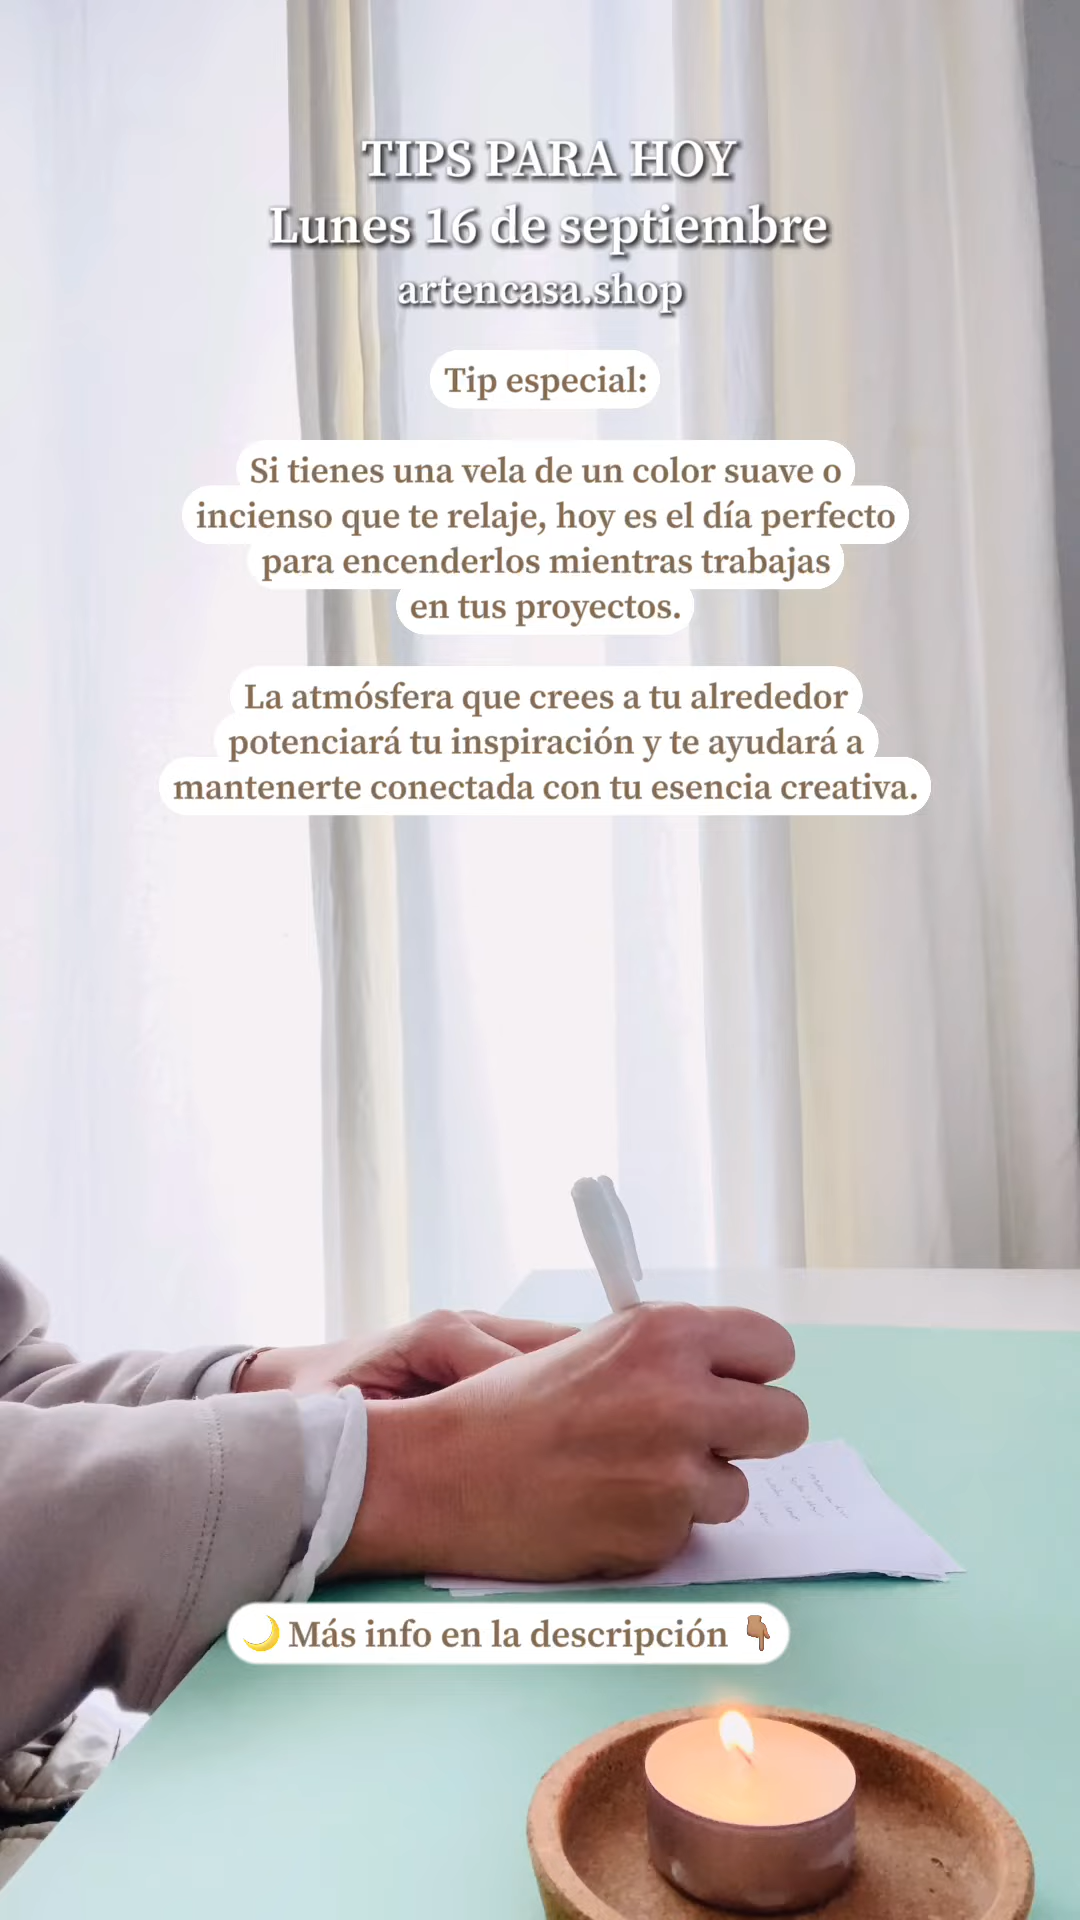 TIPS PARA HOY
Lunes 16 de septiembre
artencasa.shop
Tip especial:
Si tienes una vela de un color suave o
incienso que te relaje, hoy es el día perfecto
para encenderlos mientras trabajas
en tus proyectos.
La atmósfera que crees a tu alrededor
potenciará tu inspiración y te ayudará a
mantenerte conectada con tu esencia creativa.
🌙 Más info en la descripción 👇🏽